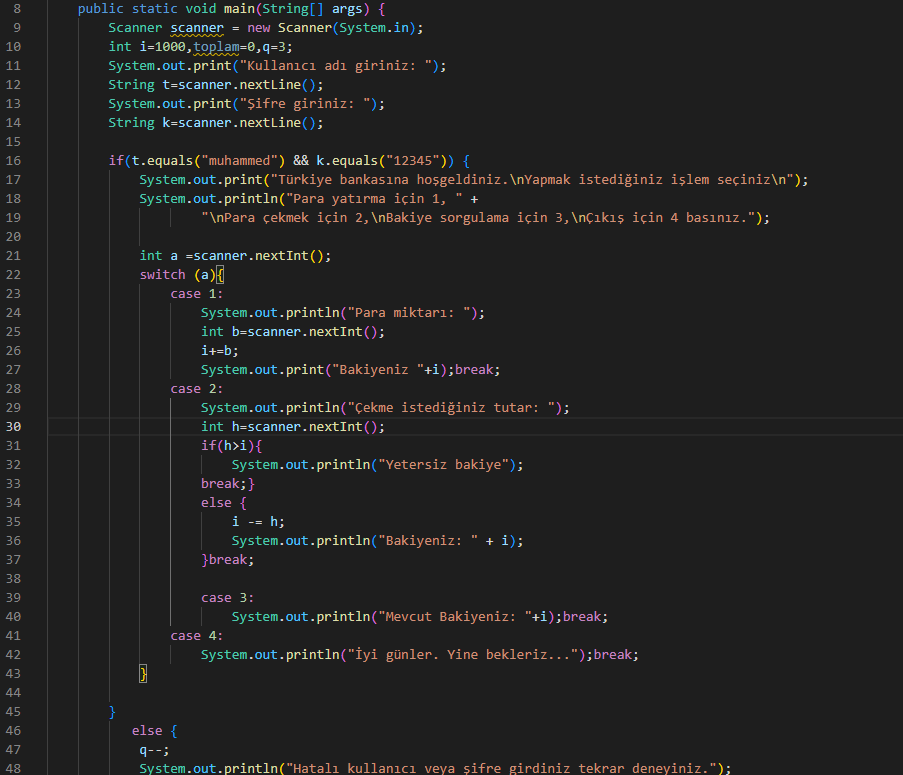 8 public static void main(String[] args) {
9 Scanner scanner = new Scanner(System.in);
10 int i=1000,toplam=0,q=3;
11 System.out.print("Kullanıcı adı giriniz: ");
12 String t=scanner.nextLine();
13 System.out.print("Şifre giriniz: ");
14 String k=scanner.nextLine();
15
16 if(t.equals("muhammed") && k.equals("12345")) {
17 System.out.print("Türkiye bankasına hoşgeldiniz.\nYapmak istediğiniz işlem seçiniz\n");
18 System.out.println("Para yatırma için 1, " +
19 "\nPara çekmek için 2,\nBakiye sorgulama için 3,\nÇıkış için 4 basınız.");
20
21 int a =scanner.nextInt();
22 switch (a){
23 case 1:
24 System.out.println("Para miktarı: ");
25 int b=scanner.nextInt();
26 i+=b;
27 System.out.print("Bakiyeniz "+i);break;
28 case 2:
29 System.out.println("Çekme istediğiniz tutar: ");
30 int h=scanner.nextInt();
31 if(h>i){
32 System.out.println("Yetersiz bakiye");
33 break;}
34 else {
35 i -= h;
36 System.out.println("Bakiyeniz: " + i);
37 }break;
38
39 case 3:
40 System.out.println("Mevcut Bakiyeniz: "+i);break;
41 case 4:
42 System.out.println("İyi günler. Yine bekleriz...");break;
43 }
44
45 }
46 else {
47 q--;
48 System.out.println("Hatalı kullanıcı veya şifre girdiniz tekrar deneyiniz.");